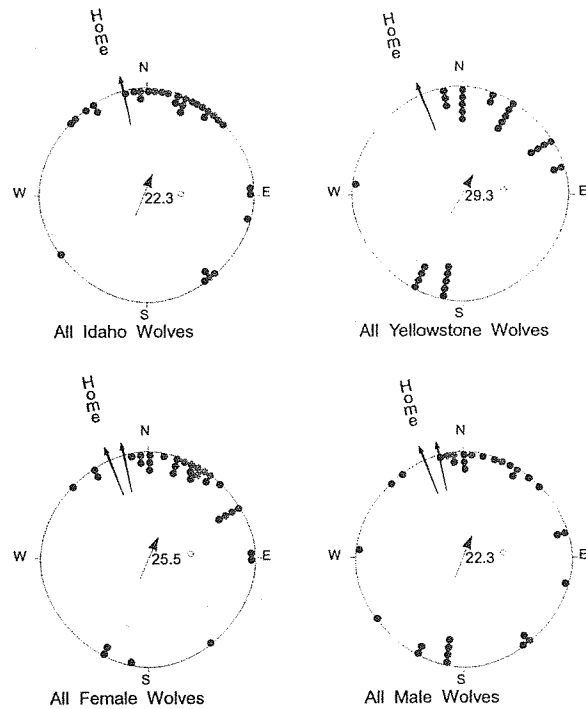 Home Home
N N
W 22.3 ° E W 29.3 ° E
S S
All Idaho Wolves All Yellowstone Wolves
Home Home
N N
W 25.5 ° E W 22.3 ° E
S S
All Female Wolves All Male Wolves